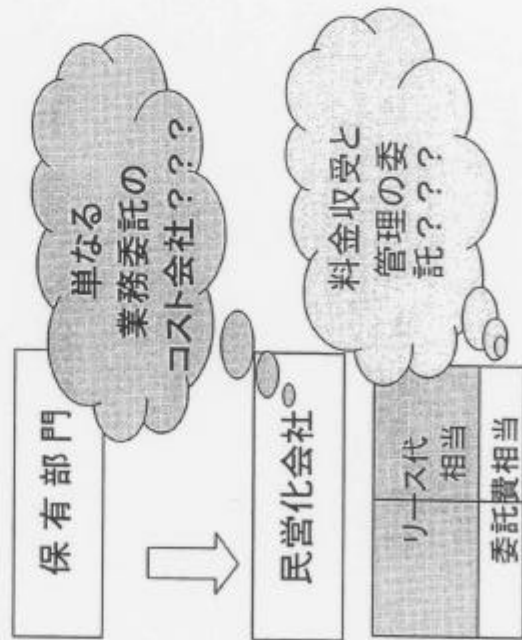 保有部門
単なる
業務委託の
コスト会社？？？
民営化会社
料金収受と
管理の委
託？？？
リース代
相当
委託費相当